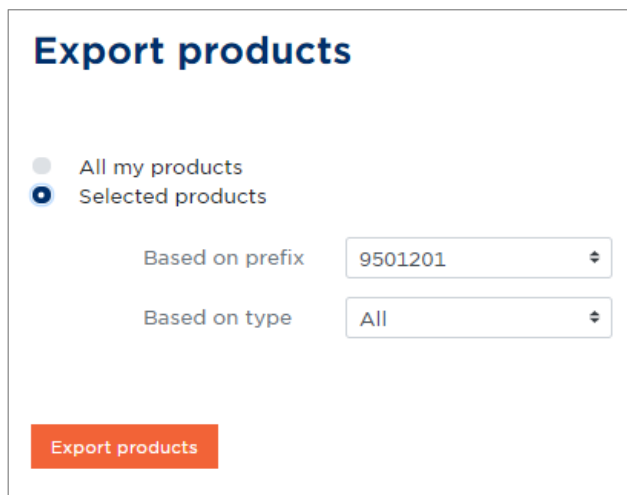 Export products
All my products
Selected products
Based on prefix 9501201
Based on type All
Export products